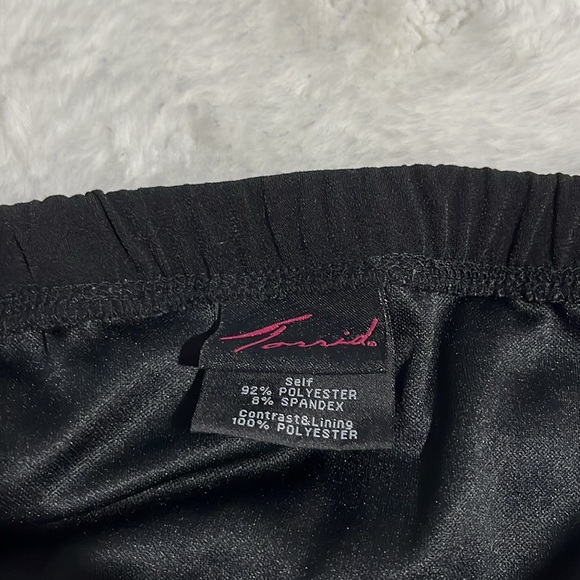 Torrid®
Self
92% POLYESTER
8% SPANDEX
Contrast&Lining
100% POLYESTER